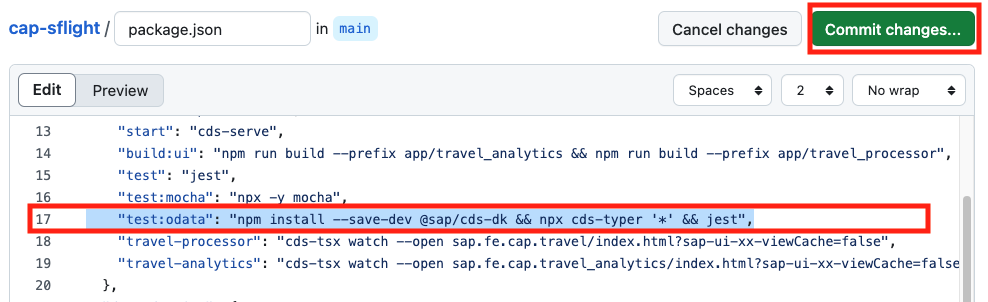 cap-sflight / package.json in main Cancel changes Commit changes...
Edit Preview Spaces 2 No wrap
13 "start": "cds-serve",
14 "build:ui": "npm run build --prefix app/travel_analytics && npm run build --prefix app/travel_processor",
15 "test": "jest",
16 "test:mocha": "npx -y mocha",
17 "test:odata": "npm install --save-dev @sap/cds-dk && npx cds-typer '*' && jest",
18 "travel-processor": "cds-tsx watch --open sap.fe.cap.travel/index.html?sap-ui-xx-viewCache=false",
19 "travel-analytics": "cds-tsx watch --open sap.fe.cap.travel_analytics/index.html?sap-ui-xx-viewCache=false
20 },